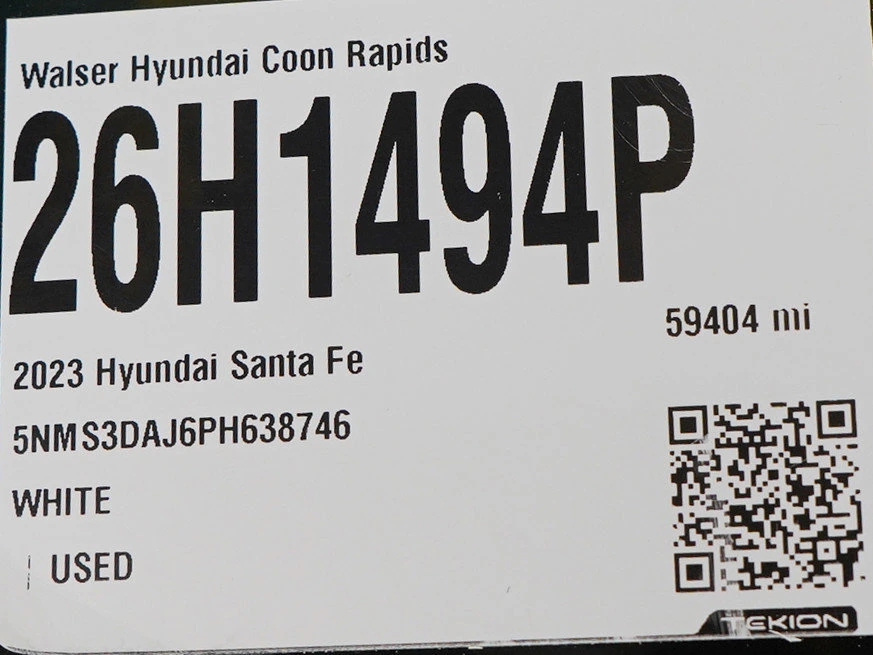 Walser Hyundai Coon Rapids
26H1494P
59404 mi
2023 Hyundai Santa Fe
5NMS3DAJ6PH638746
WHITE
USED
TEKION